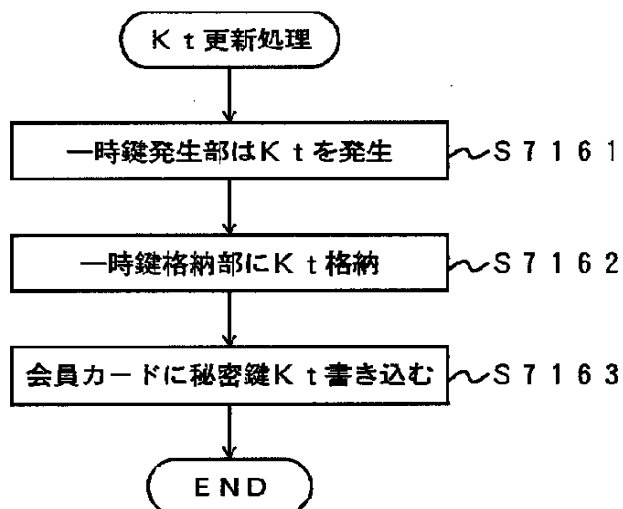 Ｋｔ更新処理
一時鍵発生部はＫｔを発生
Ｓ７１６１
一時鍵格納部にＫｔ格納
Ｓ７１６２
会員カードに秘密鍵Ｋｔ書き込む
Ｓ７１６３
ＥＮＤ